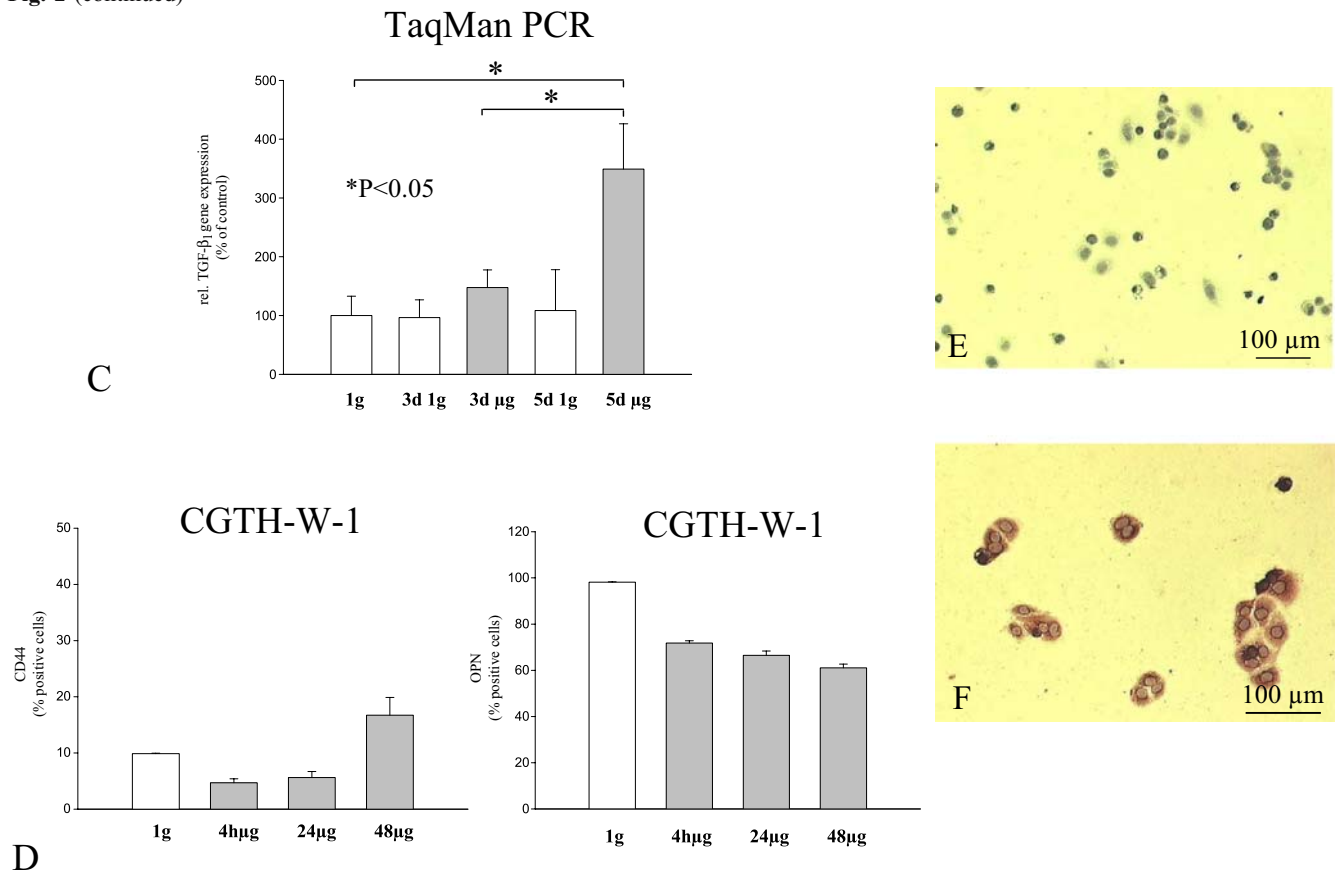 TaqMan PCR
rel. TGF-β1 gene expression
(% of control)
500
400
300
200
100
0
*
*
*P<0.05
1g 3d 1g 3d µg 5d 1g 5d µg
C
E
100 µm
CGTH-W-1
CD44
(% positive cells)
50
40
30
20
10
0
1g 4hµg 24µg 48µg
D
CGTH-W-1
OPN
(% positive cells)
120
100
80
60
40
20
0
1g 4hµg 24µg 48µg
F
100 µm